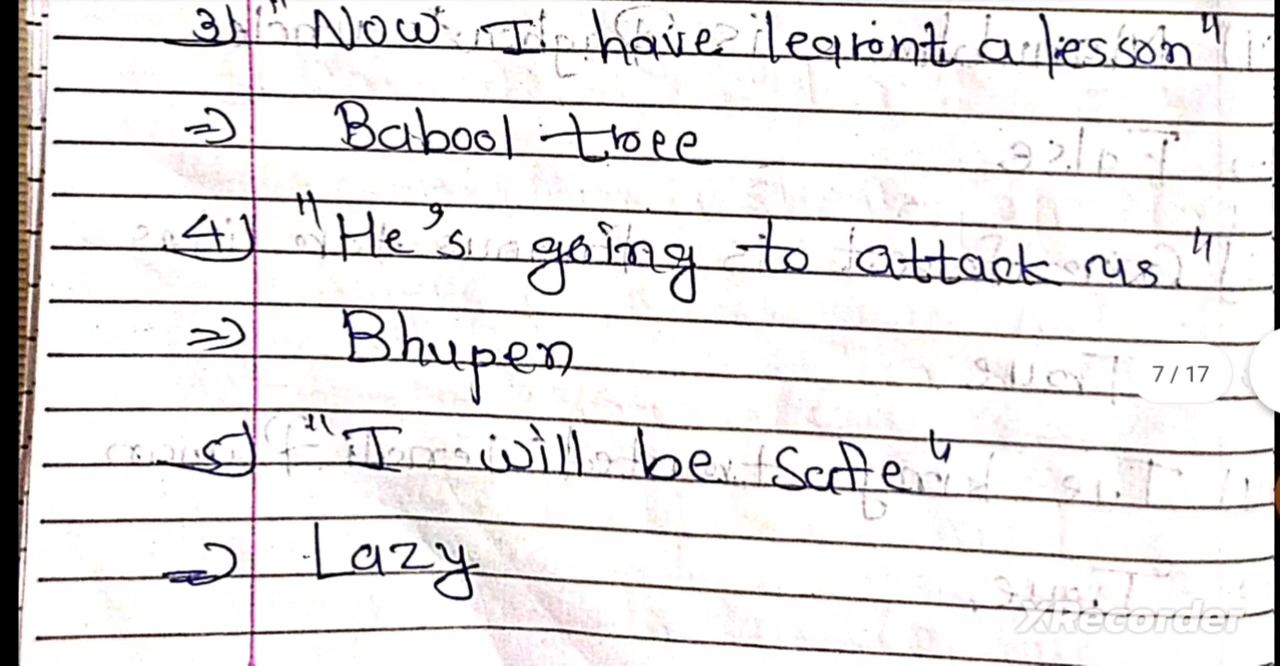 3) "Now I have learnt a lesson"
⇒ Babool tree
4) "He's going to attack us."
⇒ Bhupen
7/17
5) "I will be safe"
⇒ Lazy
XRecorder